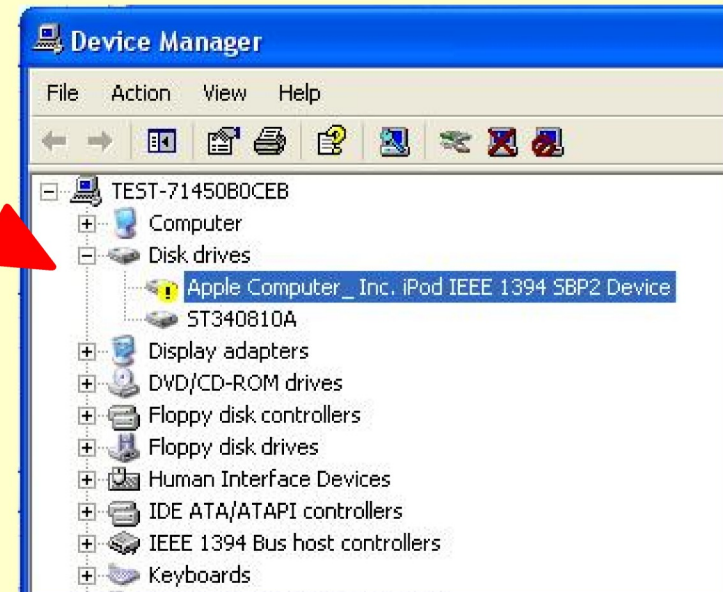 Device Manager
File Action View Help
TEST-71450B0CEB
Computer
Disk drives
Apple Computer_ Inc. iPod IEEE 1394 SBP2 Device
ST340810A
Display adapters
DVD/CD-ROM drives
Floppy disk controllers
Floppy disk drives
Human Interface Devices
IDE ATA/ATAPI controllers
IEEE 1394 Bus host controllers
Keyboards